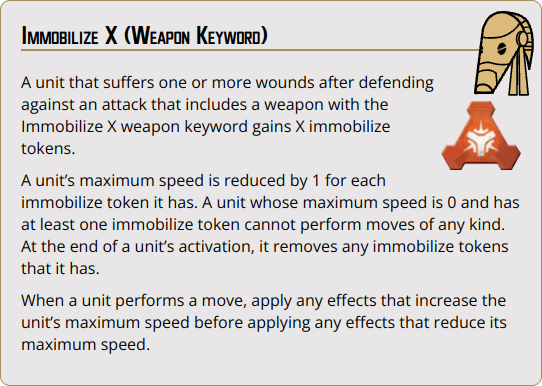 Immobilize X (Weapon Keyword)
A unit that suffers one or more wounds after defending
against an attack that includes a weapon with the
Immobilize X weapon keyword gains X immobilize
tokens.
A unit’s maximum speed is reduced by 1 for each
immobilize token it has. A unit whose maximum speed is 0 and has
at least one immobilize token cannot perform moves of any kind.
At the end of a unit’s activation, it removes any immobilize tokens
that it has.
When a unit performs a move, apply any effects that increase the
unit’s maximum speed before applying any effects that reduce its
maximum speed.